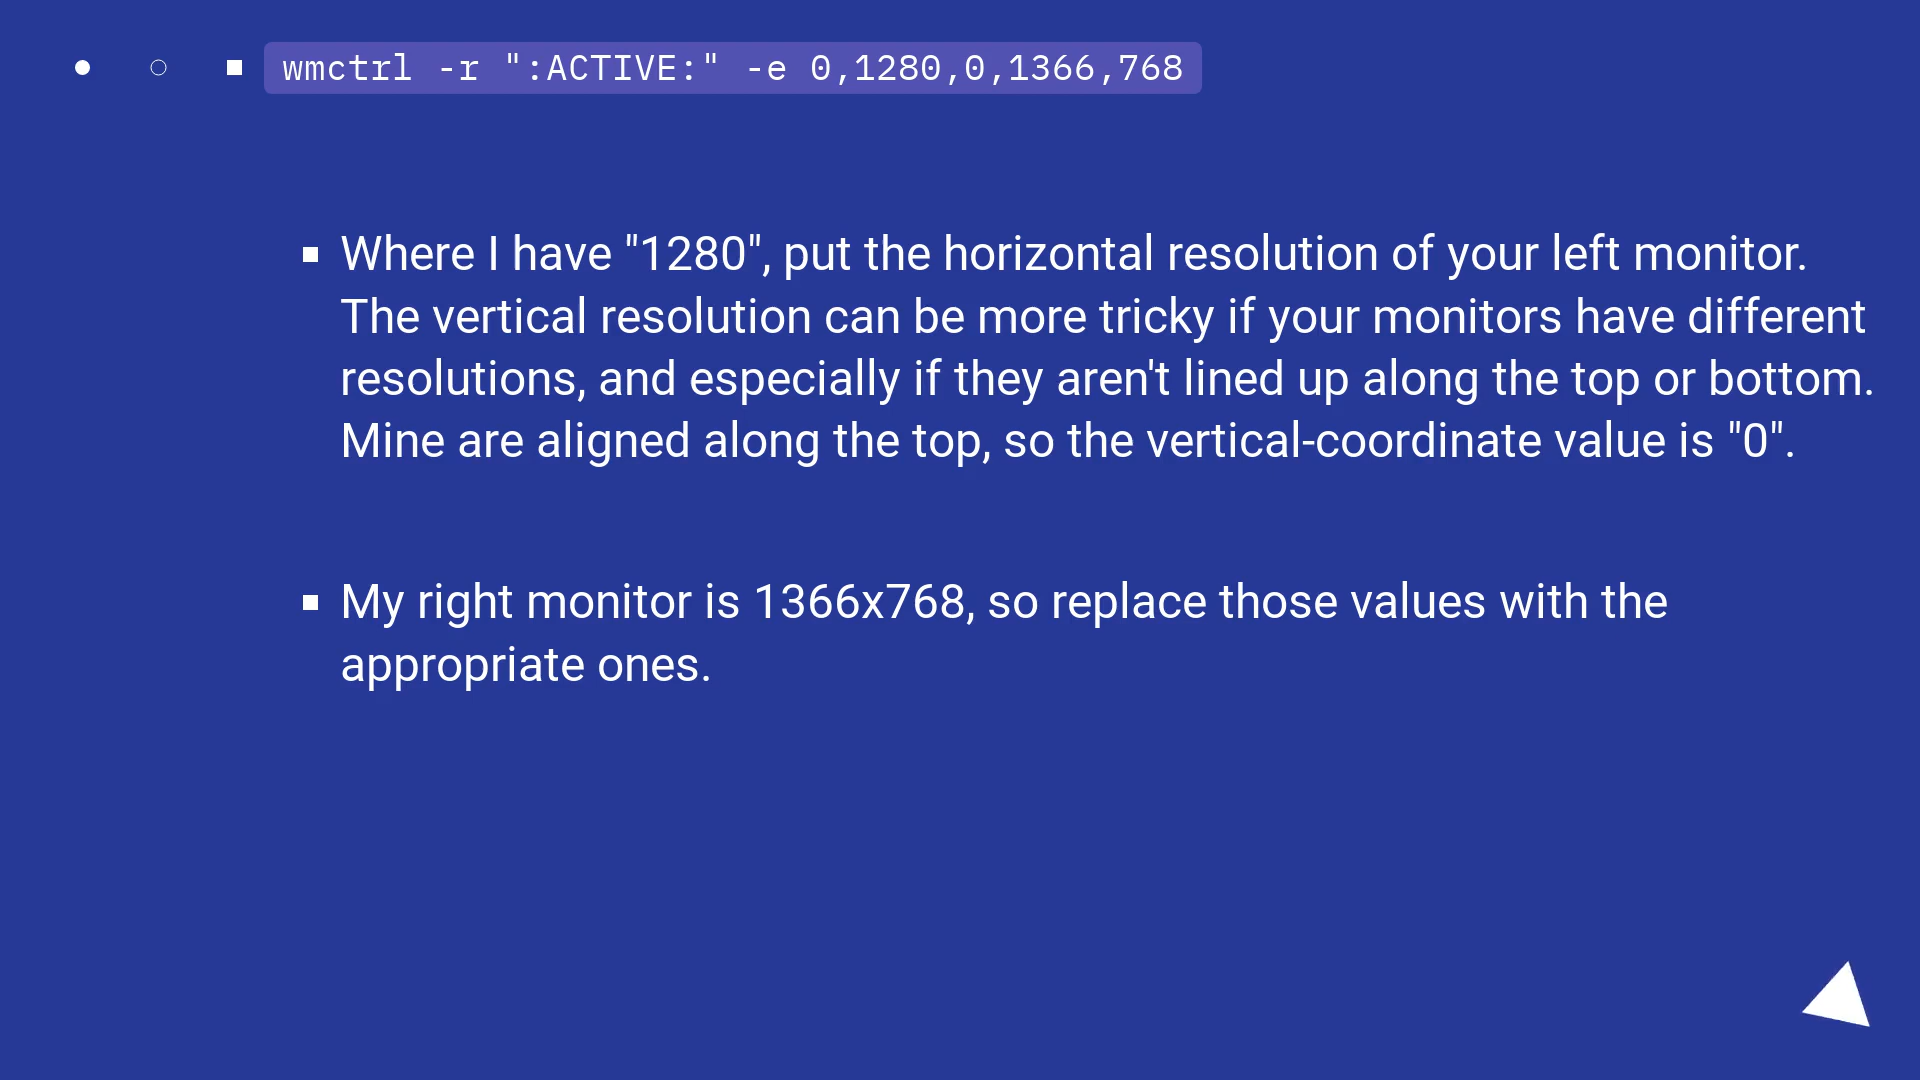 wmctrl -r ":ACTIVE:" -e 0,1280,0,1366,768
Where I have "1280", put the horizontal resolution of your left monitor.
The vertical resolution can be more tricky if your monitors have different
resolutions, and especially if they aren't lined up along the top or bottom.
Mine are aligned along the top, so the vertical-coordinate value is "0".
My right monitor is 1366x768, so replace those values with the
appropriate ones.